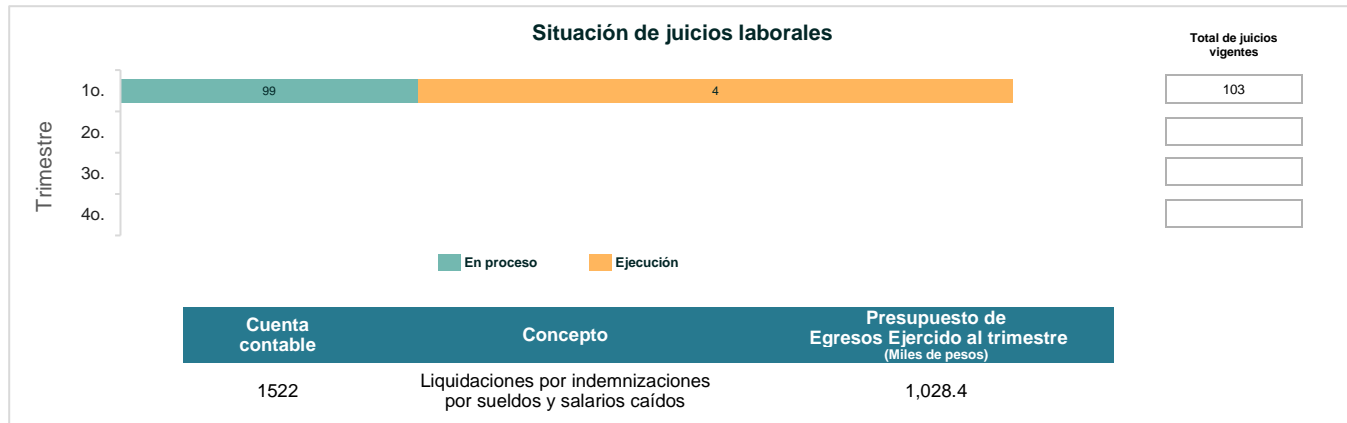 Situación de juicios laborales
Total de juicios
vigentes
Trimestre
1o.
99
4
103
2o.
3o.
4o.
En proceso
Ejecución
Cuenta
contable
Concepto
Presupuesto de
Egresos Ejercido al trimestre
(Miles de pesos)
1522
Liquidaciones por indemnizaciones
por sueldos y salarios caídos
1,028.4